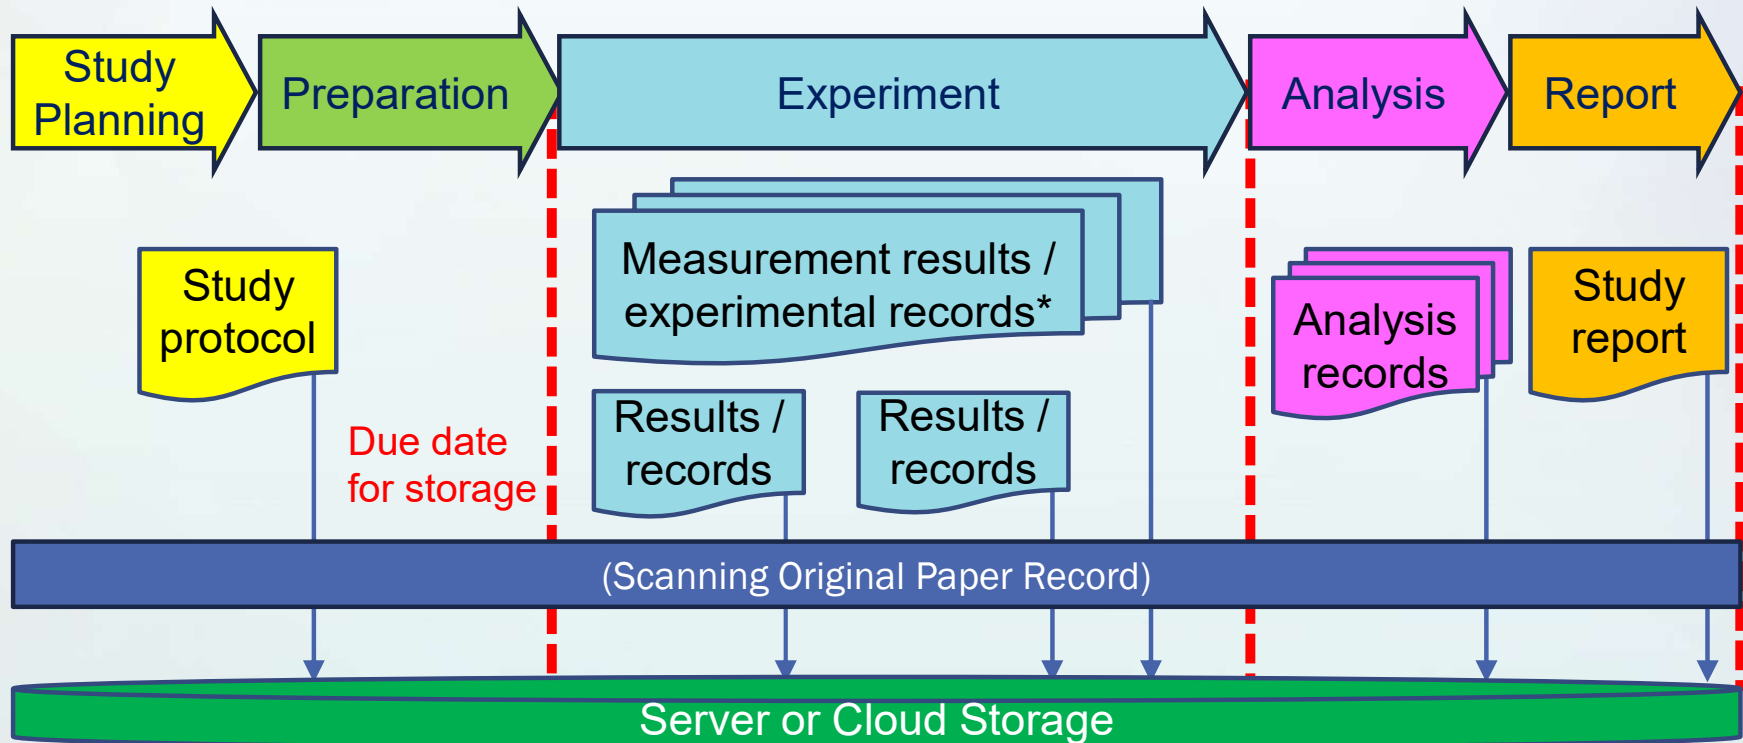 Study
Planning
Preparation
Experiment
Analysis
Report
Study
protocol
Measurement results /
experimental records*
Analysis
records
Study
report
Due date
for storage
Results /
records
Results /
records
(Scanning Original Paper Record)
Server or Cloud Storage